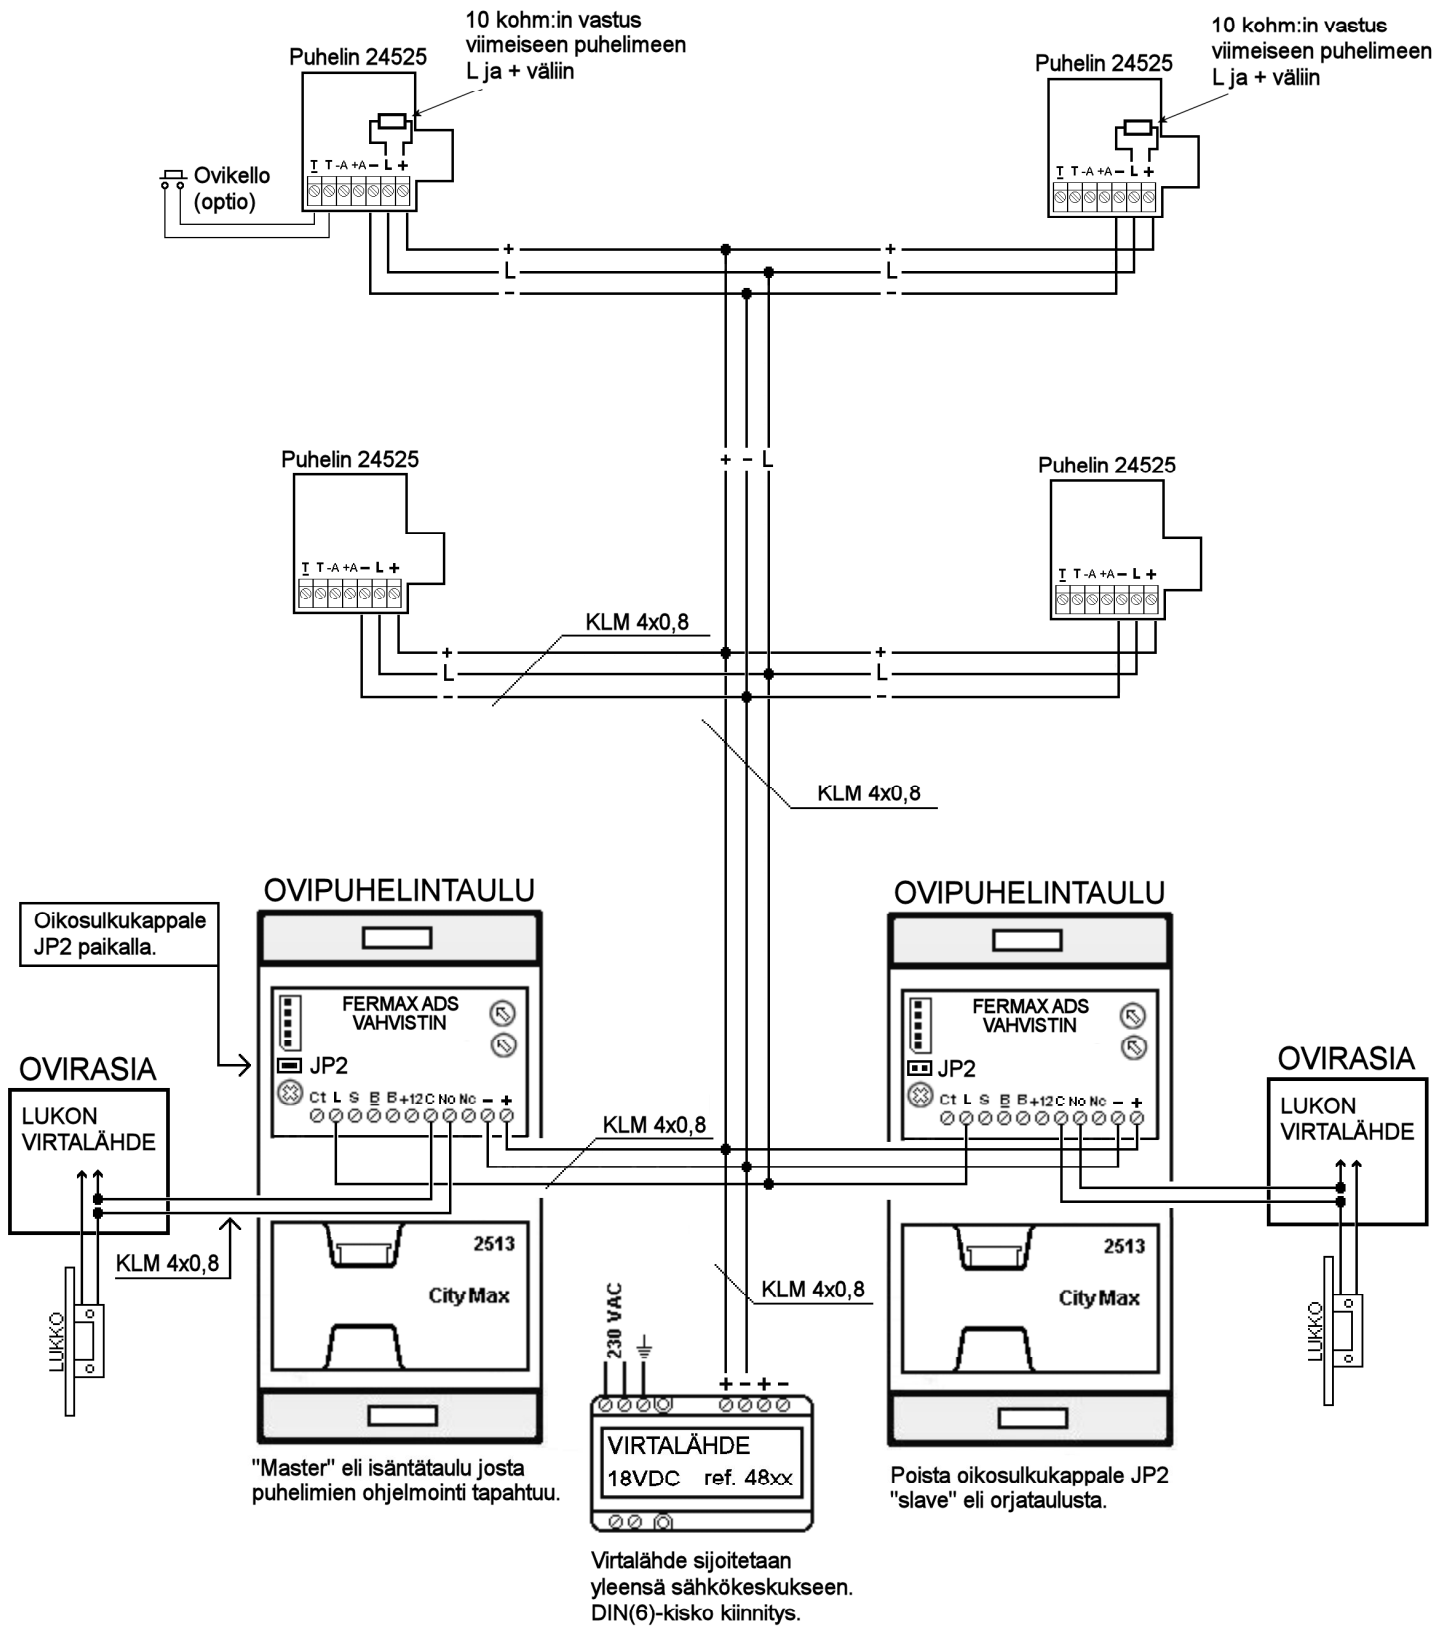 10 kohm:in vastus
viimeiseen puhelimeen
L ja + väliin
10 kohm:in vastus
viimeiseen puhelimeen
L ja + väliin
Puhelin 24525
Puhelin 24525
T T -A +A – L +
T T -A +A – L +
Ovikello
(optio)
+ +
L L
- -
+ - L
Puhelin 24525
Puhelin 24525
T T -A +A – L +
T T -A +A – L +
KLM 4x0,8
+ +
L L
- -
KLM 4x0,8
OVIPUHELINTAULU
OVIPUHELINTAULU
Oikosulkukappale
JP2 paikalla.
FERMAX ADS
VAHVISTIN
JP2
Ct L S B B +12 C No Nc – +
FERMAX ADS
VAHVISTIN
JP2
Ct L S B B +12 C No Nc – +
OVIRASIA
LUKON
VIRTALÄHDE
OVIRASIA
LUKON
VIRTALÄHDE
KLM 4x0,8
KLM 4x0,8
2513
City Max
2513
City Max
KLM 4x0,8
LUKKO
LUKKO
230 VAC
+ – + –
VIRTALÄHDE
18VDC ref. 48xx
"Master" eli isäntätaulu josta
puhelimien ohjelmointi tapahtuu.
Poista oikosulkukappale JP2
"slave" eli orjataulusta.
Virtalähde sijoitetaan
yleensä sähkökeskukseen.
DIN(6)-kisko kiinnitys.